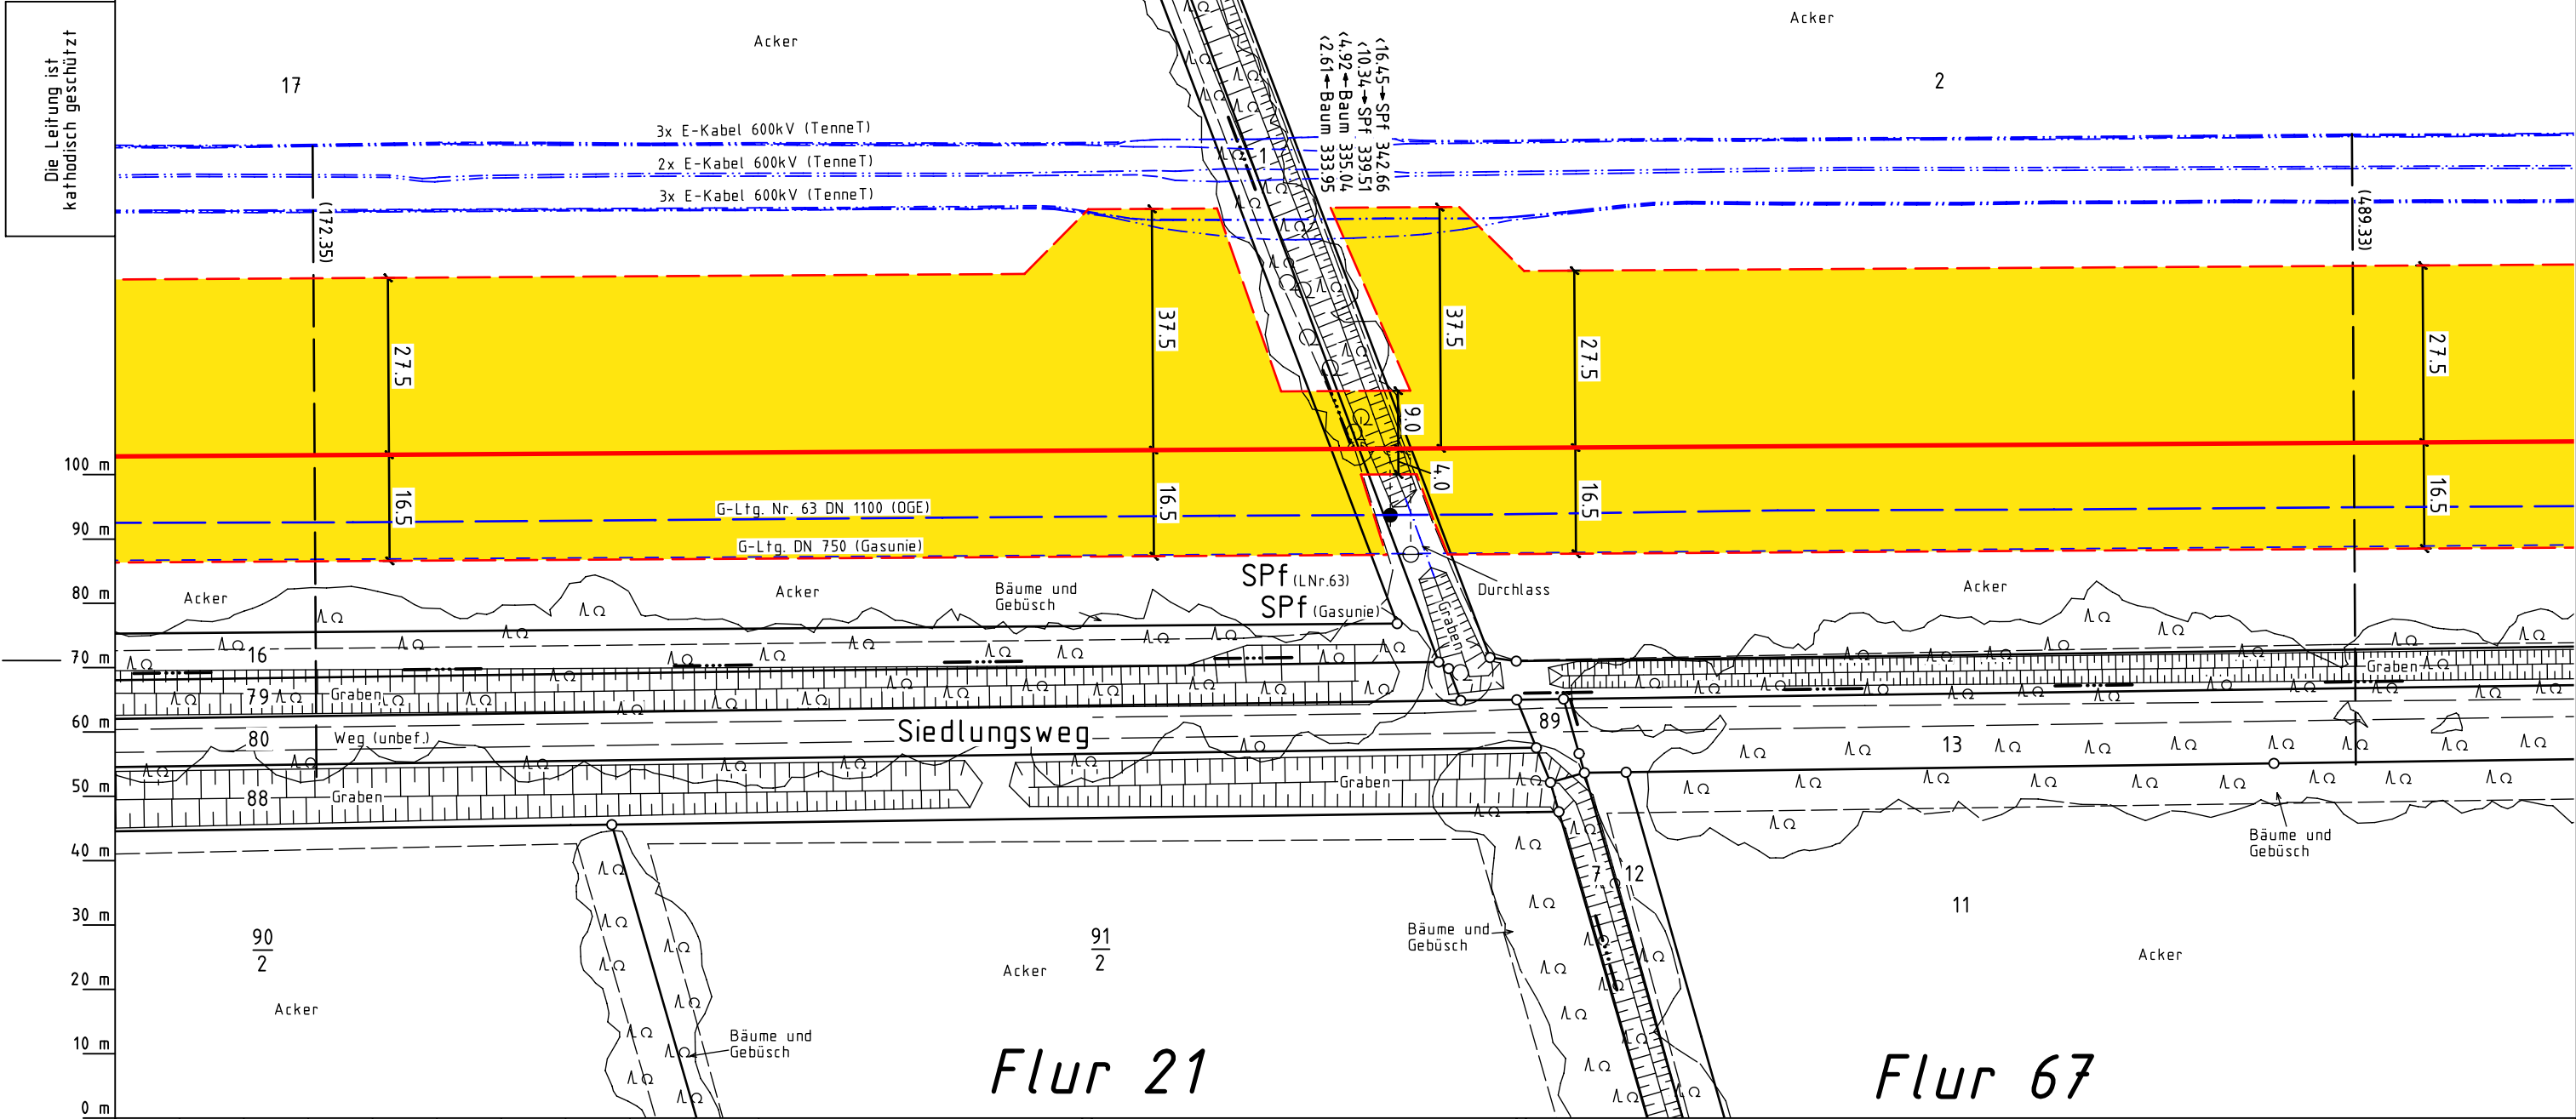 Die Leitung ist
kathodisch geschützt
17
Acker
Acker
2
<16.45 SPf 342.66
<10.34 SPf 339.51
<4.92 Baum 335.04
<2.61 Baum 333.95
3x E-Kabel 600kV (TenneT)
2x E-Kabel 600kV (TenneT)
3x E-Kabel 600kV (TenneT)
1
(172.35)
(489.33)
27.5
37.5
37.5
27.5
27.5
9.0
4.0
16.5
16.5
16.5
16.5
G-Ltg. Nr. 63 DN 1100 (OGE)
G-Ltg. DN 750 (Gasunie)
100 m
90 m
80 m
70 m
60 m
50 m
40 m
30 m
20 m
10 m
0 m
SPf (LNr.63)
SPf (Gasunie)
Durchlass
Acker
Acker
Bäume und
Gebüsch
Acker
Graben
16
79
Graben
Graben
80
Weg (unbef.)
Siedlungsweg
89
13
88
Graben
Graben
Bäume und
Gebüsch
7
12
11
90
2
91
2
Bäume und
Gebüsch
Acker
Acker
Acker
Bäume und
Gebüsch
Flur 21
Flur 67